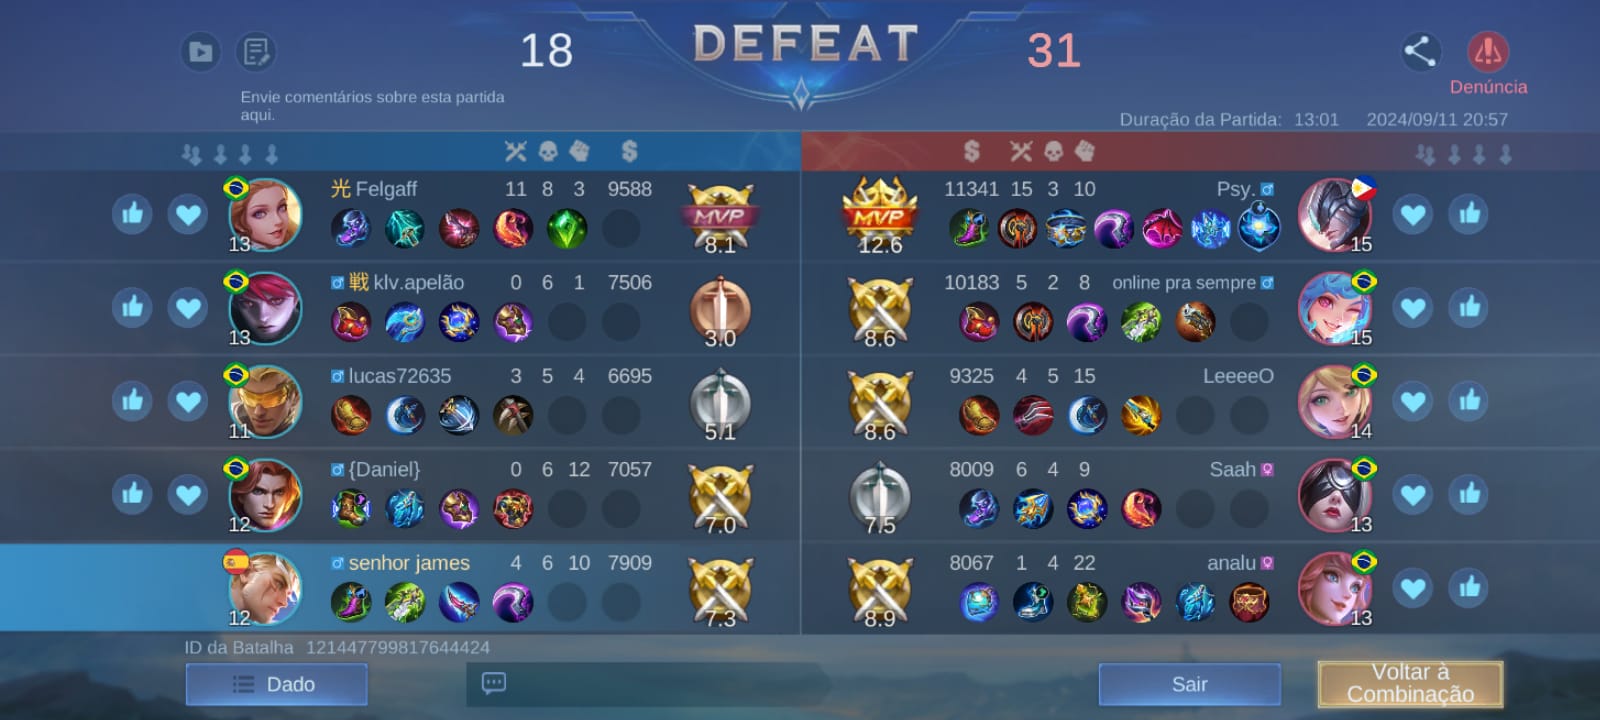 18 DEFEAT 31
Denúncia
Envie comentários sobre esta partida
aqui.
Duração da Partida: 13:01 2024/09/11 20:57
光 Felgaff 11 8 3 9588
13
MVP
8.1
11341 15 3 10 Psy.
MVP
12.6
15
戦 klv.apelão 0 6 1 7506
13
3.0
10183 5 2 8 online pra sempre
8.6
15
lucas72635 3 5 4 6695
11
5.1
9325 4 5 15 LeeeeO
8.6
14
{Daniel} 0 6 12 7057
12
7.0
8009 6 4 9 Saah
7.5
13
senhor james 4 6 10 7909
12
7.3
8067 1 4 22 analu
8.9
13
ID da Batalha 121447799817644424
Dado
Sair
Voltar à
Combinação